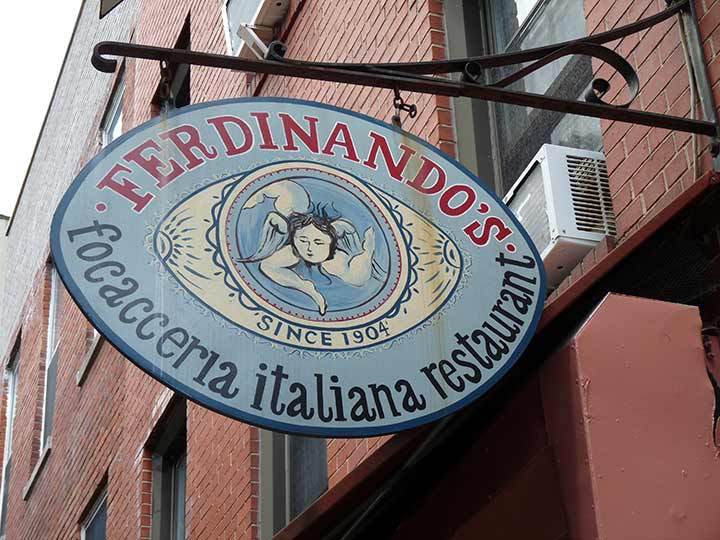 ·FERDINANDO'S·
SINCE 1904
focacceria italiana restaurant